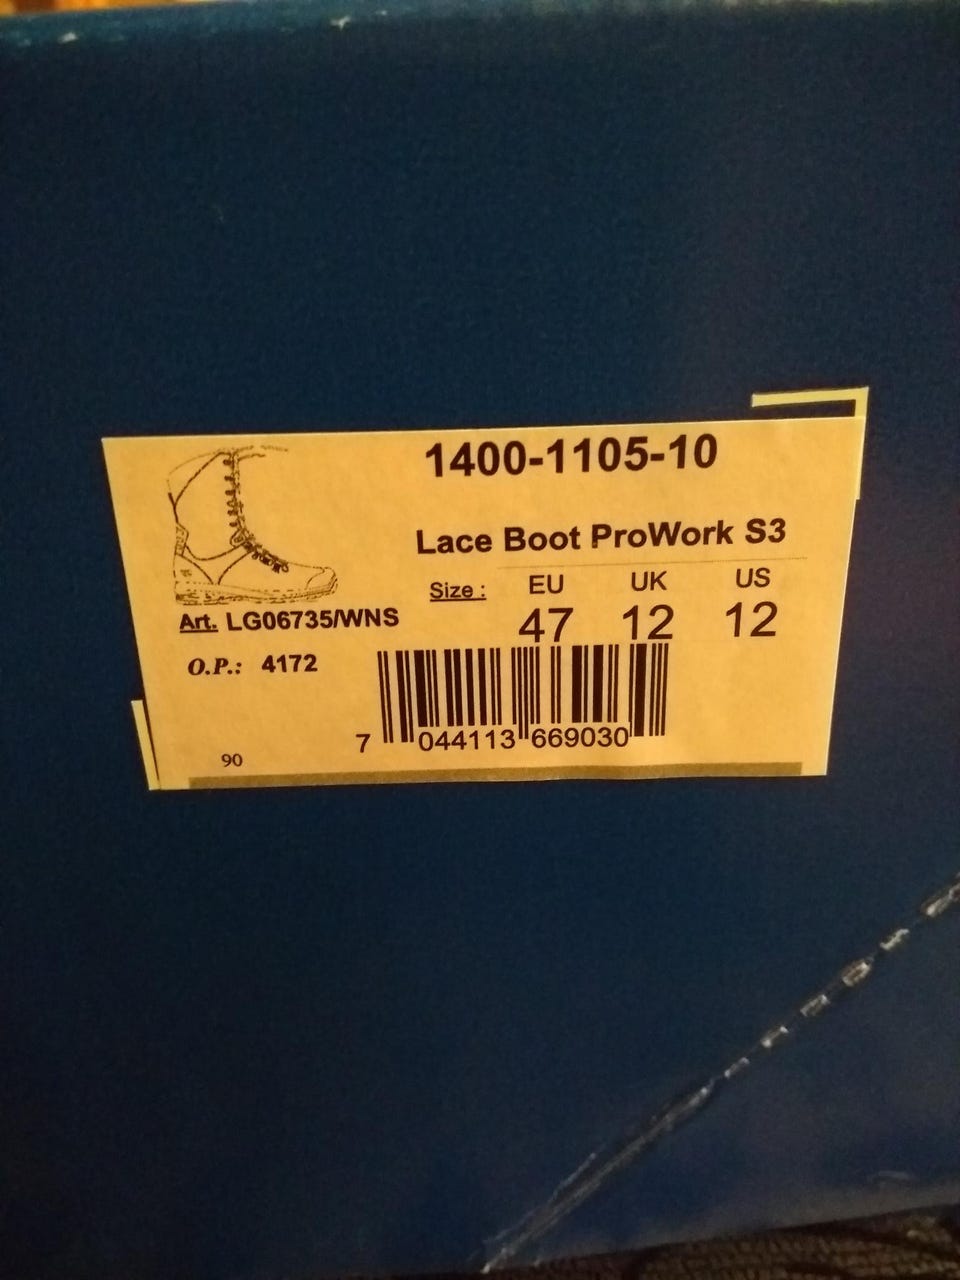 1400-1105-10
Lace Boot ProWork S3
Size : EU UK US
47 12 12
Art. LG06735/WNS
O.P.: 4172
7 044113 669030
90